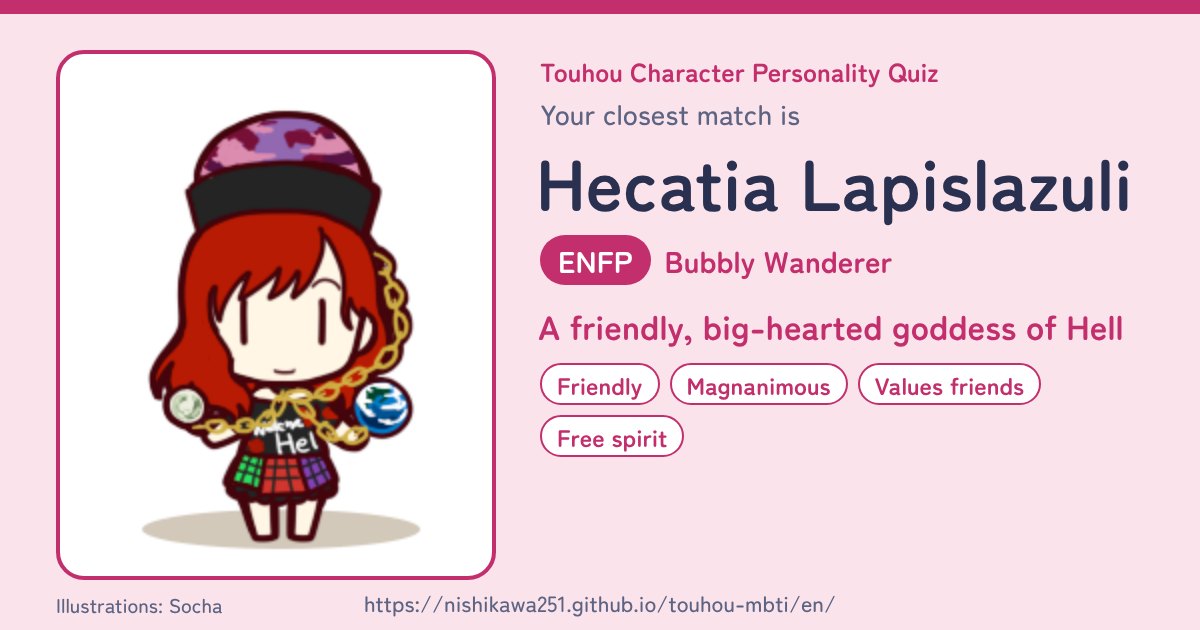 Touhou Character Personality Quiz
Your closest match is
Hecatia Lapislazuli
ENFP Bubbly Wanderer
A friendly, big-hearted goddess of Hell
Friendly Magnanimous Values friends
Free spirit
Hel
Illustrations: Socha https://nishikawa251.github.io/touhou-mbti/en/